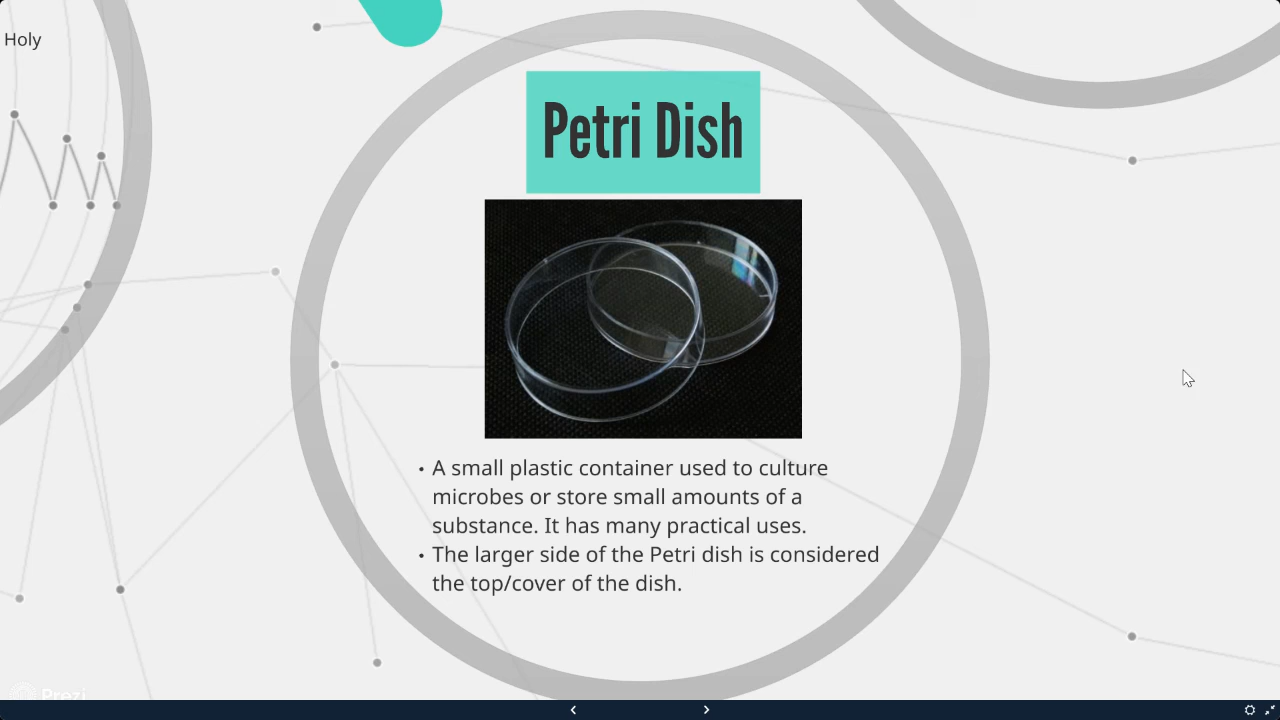 Holy
Petri Dish
• A small plastic container used to culture
microbes or store small amounts of a
substance. It has many practical uses.
• The larger side of the Petri dish is considered
the top/cover of the dish.
Prezi